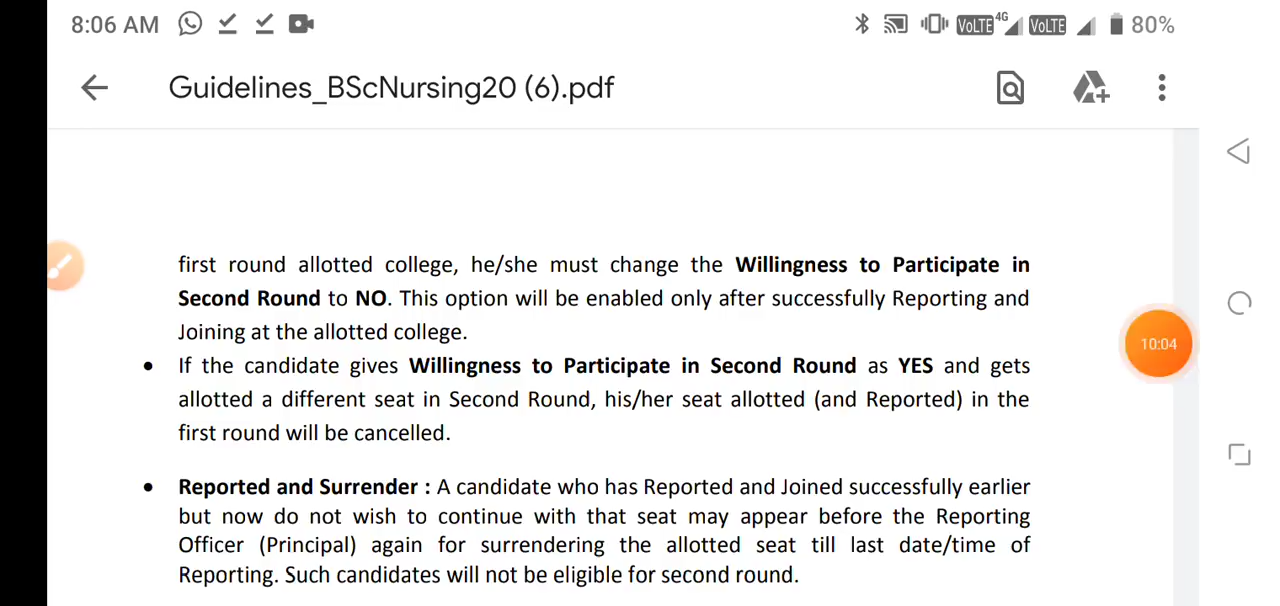 8:06 AM VoLTE 4G VoLTE 80%
Guidelines_BScNursing20 (6).pdf
first round allotted college, he/she must change the Willingness to Participate in
Second Round to NO. This option will be enabled only after successfully Reporting and
Joining at the allotted college.
• If the candidate gives Willingness to Participate in Second Round as YES and gets
allotted a different seat in Second Round, his/her seat allotted (and Reported) in the
first round will be cancelled.
10:04
• Reported and Surrender : A candidate who has Reported and Joined successfully earlier
but now do not wish to continue with that seat may appear before the Reporting
Officer (Principal) again for surrendering the allotted seat till last date/time of
Reporting. Such candidates will not be eligible for second round.